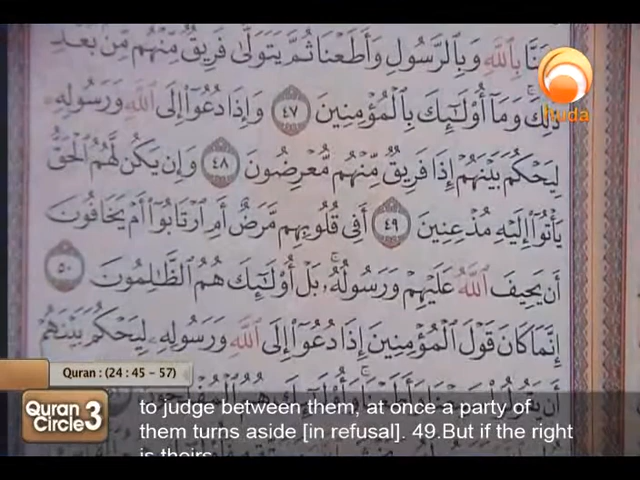 ءَامَنَّا بِٱللَّهِ وَبِٱلرَّسُولِ وَأَطَعْنَا ثُمَّ يَتَوَلَّىٰ فَرِيقٌ مِّنْهُم مِّنۢ بَعْدِ
ذَٰلِكَ ۚ وَمَآ أُو۟لَـٰٓئِكَ بِٱلْمُؤْمِنِينَ ٤٧ وَإِذَا دُعُوٓا۟ إِلَى ٱللَّهِ وَرَسُولِهِۦ
huda
لِيَحْكُمَ بَيْنَهُمْ إِذَا فَرِيقٌ مِّنْهُم مُّعْرِضُونَ ٤٨ وَإِن يَكُن لَّهُمُ ٱلْحَقُّ
يَأْتُوٓا۟ إِلَيْهِ مُذْعِنِينَ ٤٩ أَفِى قُلُوبِهِم مَّرَضٌ أَمِ ٱرْتَابُوٓا۟ أَمْ يَخَافُونَ
أَن يَحِيفَ ٱللَّهُ عَلَيْهِمْ وَرَسُولُهُۥ ۚ بَلْ أُو۟لَـٰٓئِكَ هُمُ ٱلظَّـٰلِمُونَ ٥٠
إِنَّمَا كَانَ قَوْلَ ٱلْمُؤْمِنِينَ إِذَا دُعُوٓا۟ إِلَى ٱللَّهِ وَرَسُولِهِۦ لِيَحْكُمَ بَيْنَهُمْ
Quran : (24 : 45 – 57)
Quran Circle 3
to judge between them, at once a party of
them turns aside [in refusal]. 49.But if the right
is theirs